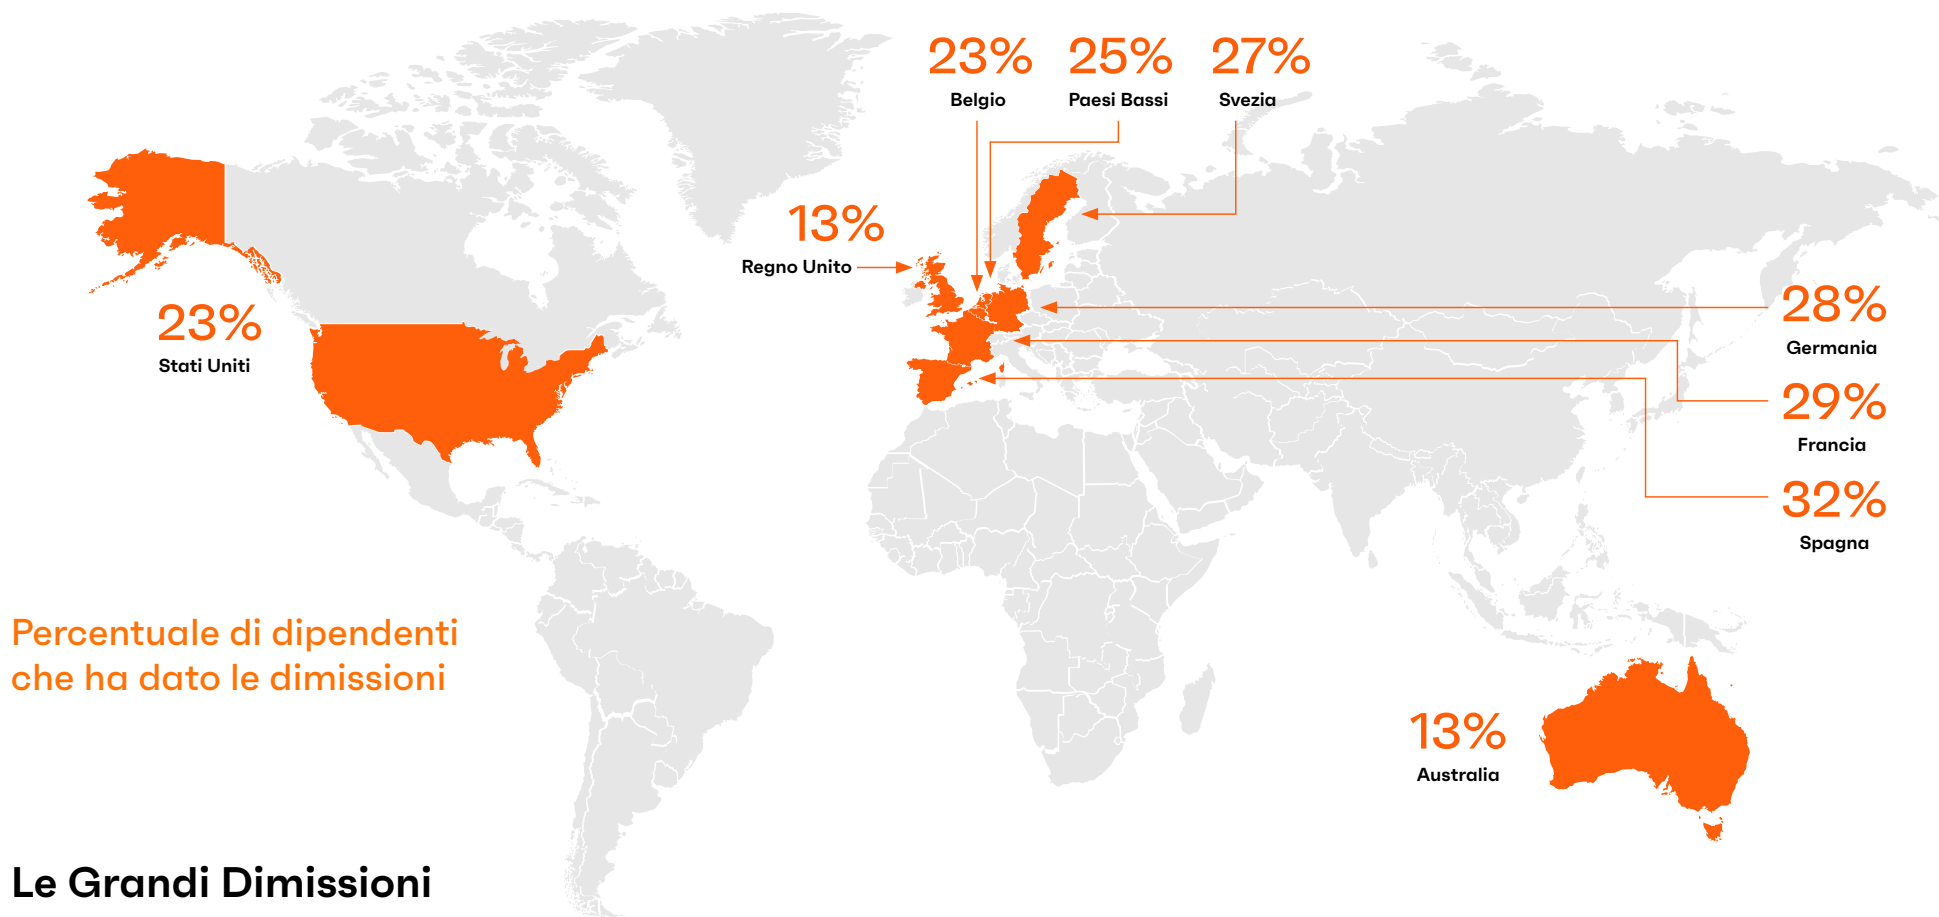 23%
Belgio
25%
Paesi Bassi
27%
Svezia
13%
Regno Unito
23%
Stati Uniti
28%
Germania
29%
Francia
32%
Spagna
Percentuale di dipendenti
che ha dato le dimissioni
13%
Australia
Le Grandi Dimissioni